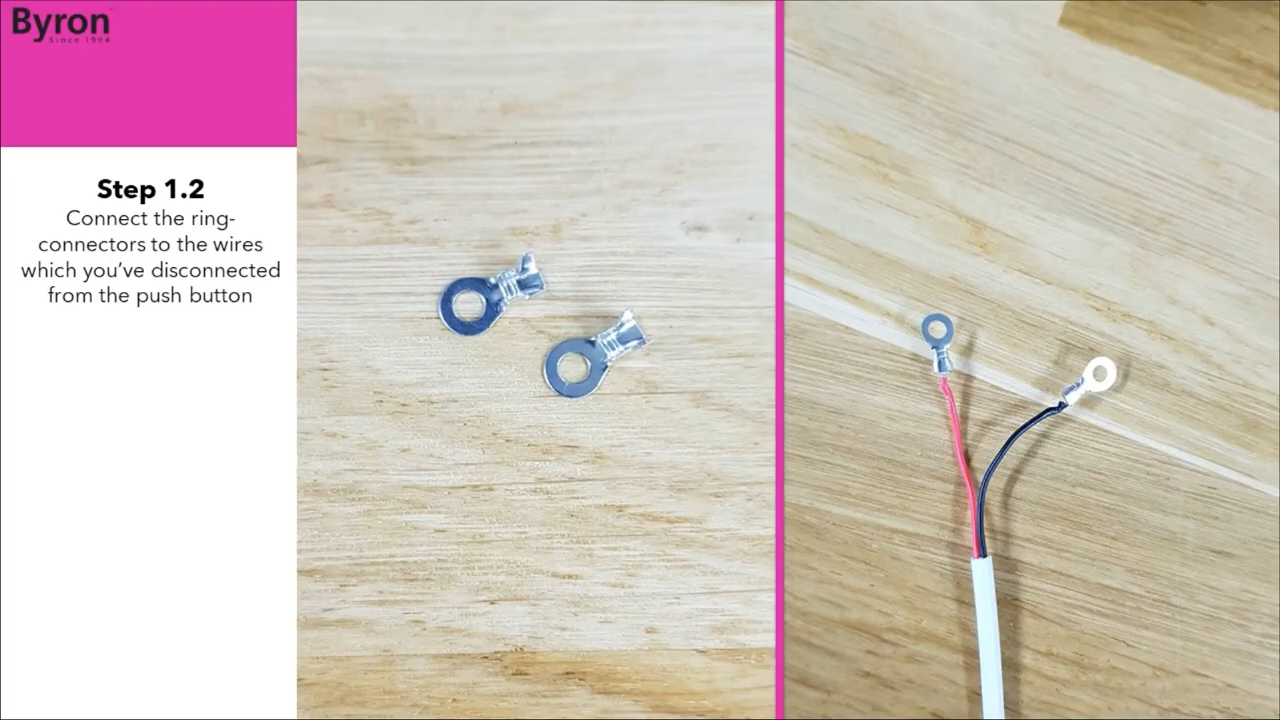 Byron
Since 1904
Step 1.2
Connect the ring-
connectors to the wires
which you've disconnected
from the push button